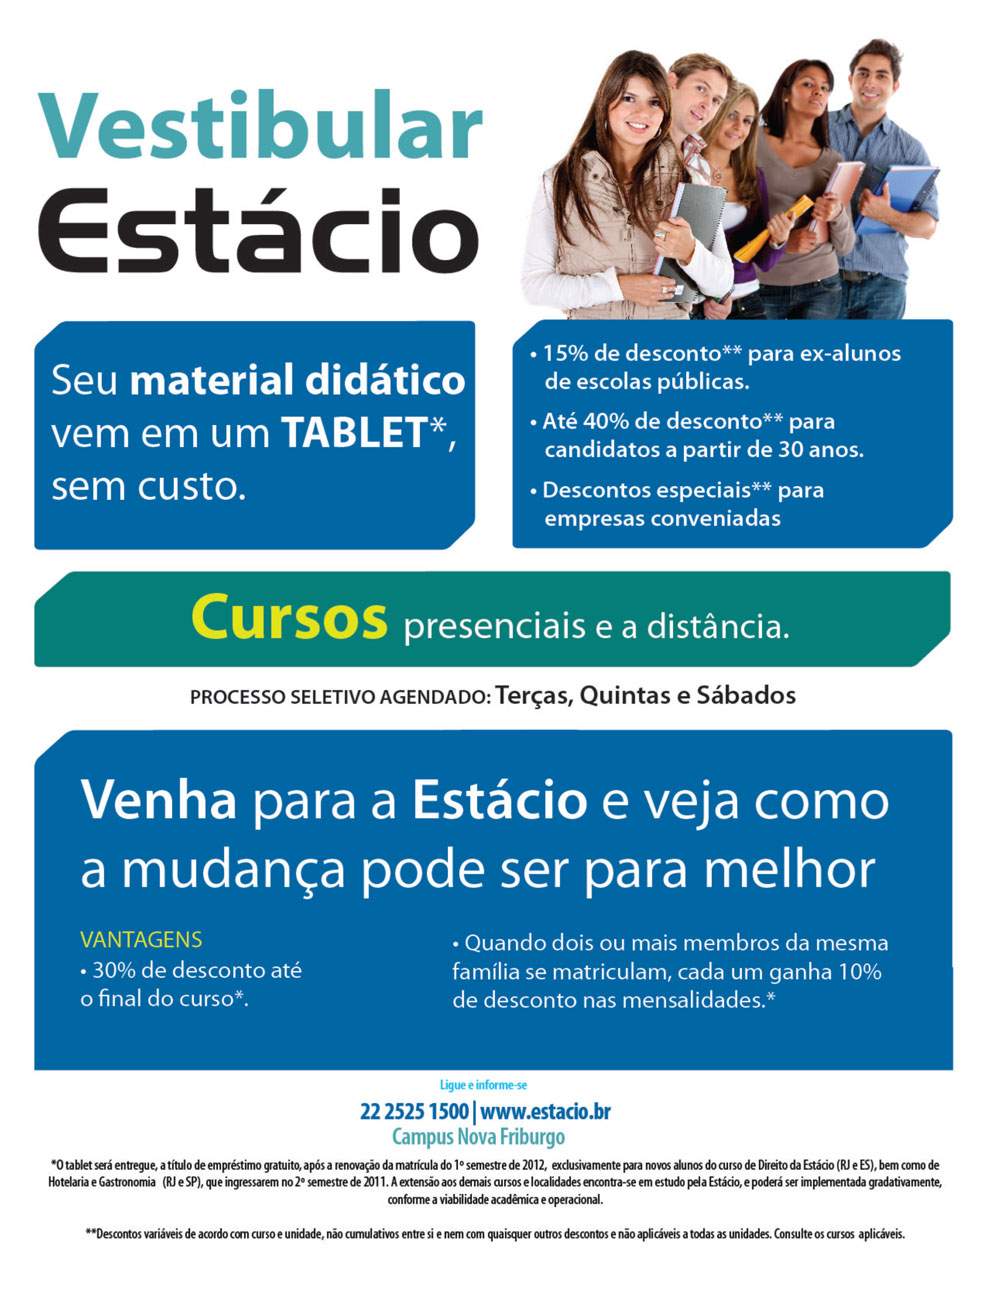 Vestibular
Estácio
Seu material didático
vem em um TABLET*,
sem custo.
• 15% de desconto** para ex-alunos
de escolas públicas.
• Até 40% de desconto** para
candidatos a partir de 30 anos.
• Descontos especiais** para
empresas conveniadas
Cursos presenciais e a distância.
PROCESSO SELETIVO AGENDADO: Terças, Quintas e Sábados
Venha para a Estácio e veja como
a mudança pode ser para melhor
VANTAGENS
• 30% de desconto até
o final do curso*.
• Quando dois ou mais membros da mesma
família se matriculam, cada um ganha 10%
de desconto nas mensalidades.*
Ligue e informe-se
22 2525 1500 | www.estacio.br
Campus Nova Friburgo
*O tablet será entregue, a título de empréstimo gratuito, após a renovação da matrícula do 1º semestre de 2012, exclusivamente para novos alunos do curso de Direito da Estácio (RJ e ES), bem como de
Hotelaria e Gastronomia (RJ e SP), que ingressarem no 2º semestre de 2011. A extensão aos demais cursos e localidades encontra-se em estudo pela Estácio, e poderá ser implementada gradativamente,
conforme a viabilidade acadêmica e operacional.
**Descontos variáveis de acordo com curso e unidade, não cumulativos entre si e nem com quaisquer outros descontos e não aplicáveis a todas as unidades. Consulte os cursos aplicáveis.